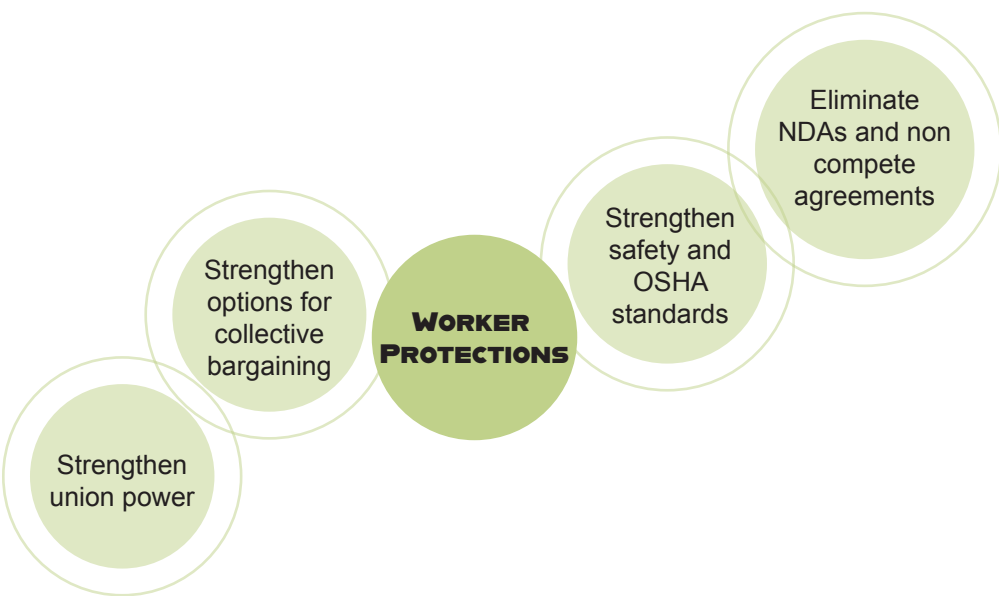 Eliminate
NDAs and non
compete
agreements
Strengthen
safety and
OSHA
standards
Strengthen
options for
collective
bargaining
Worker
Protections
Strengthen
union power